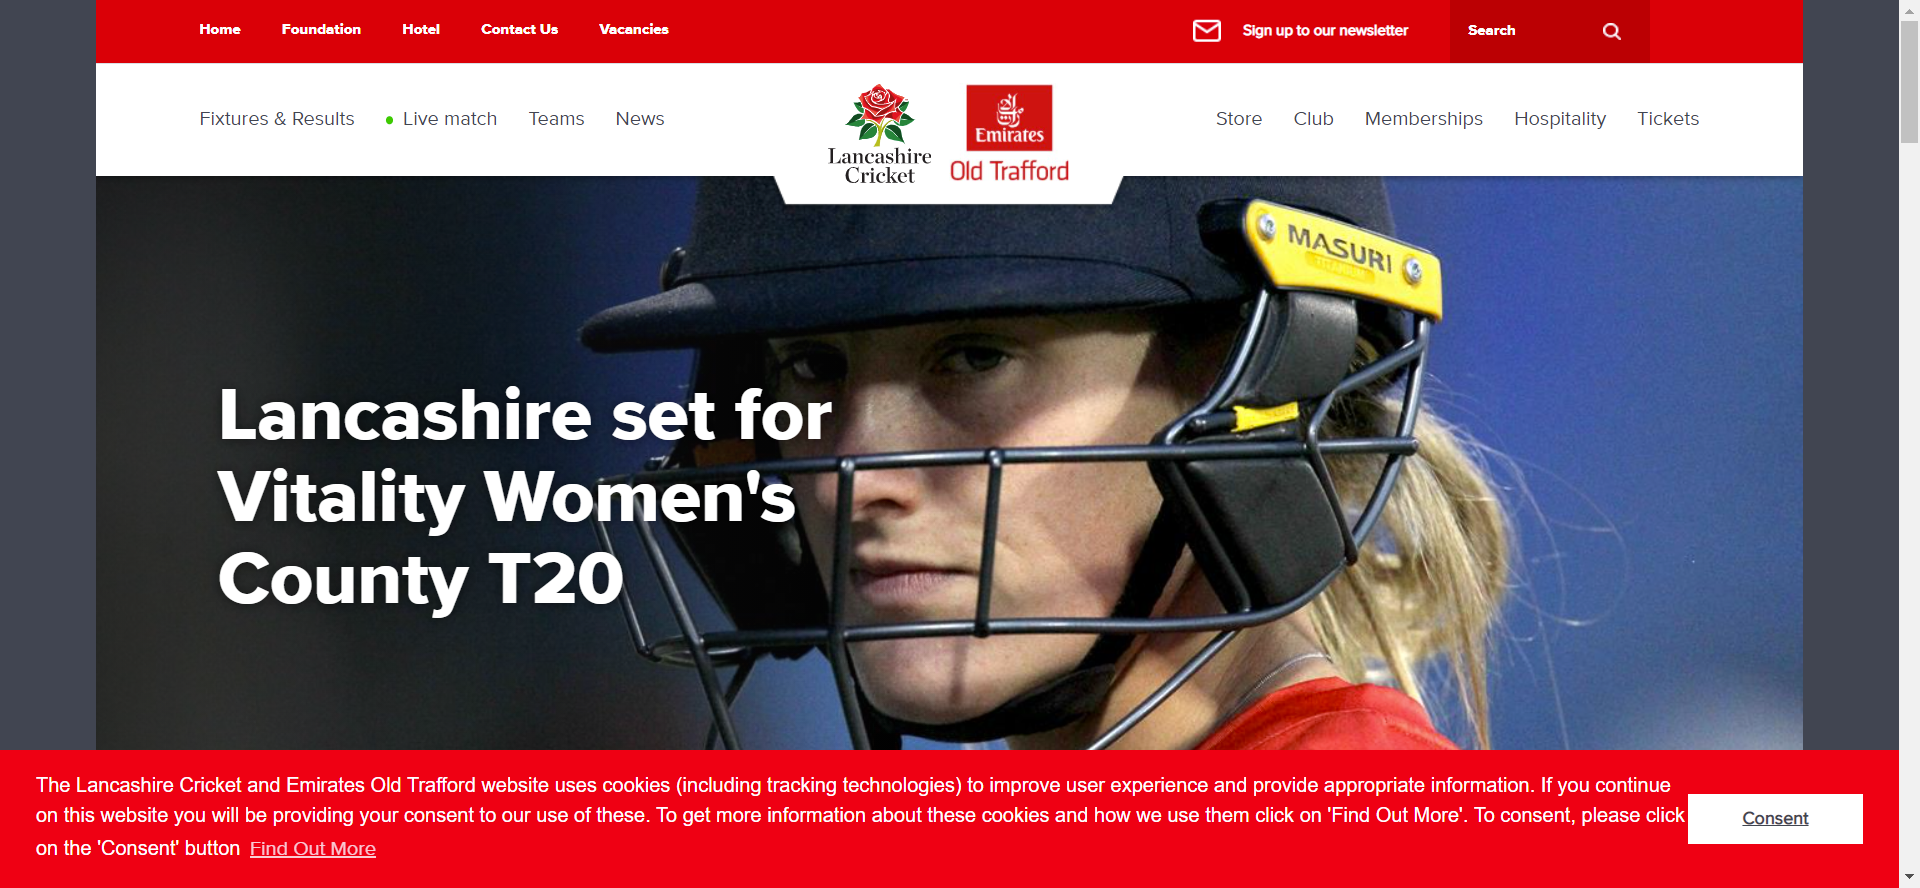 Home Foundation Hotel Contact Us Vacancies Sign up to our newsletter Search
Fixtures & Results Live match Teams News
Lancashire
Cricket
Emirates
Old Trafford
Store Club Memberships Hospitality Tickets
MASURI
TITANIUM
Lancashire set for
Vitality Women's
County T20
The Lancashire Cricket and Emirates Old Trafford website uses cookies (including tracking technologies) to improve user experience and provide appropriate information. If you continue
on this website you will be providing your consent to our use of these. To get more information about these cookies and how we use them click on 'Find Out More'. To consent, please click
on the 'Consent' button Find Out More
Consent